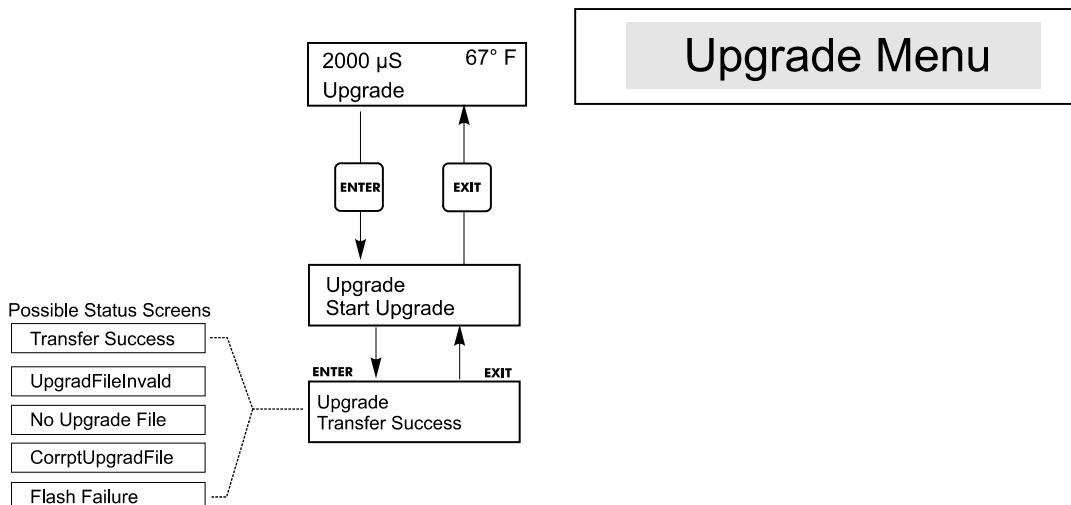 Upgrade Menu
2000 µS 67° F
Upgrade
ENTER EXIT
Upgrade
Start Upgrade
ENTER EXIT
Upgrade
Transfer Success
Possible Status Screens
Transfer Success
UpgradFileInvald
No Upgrade File
CorrptUpgradFile
Flash Failure